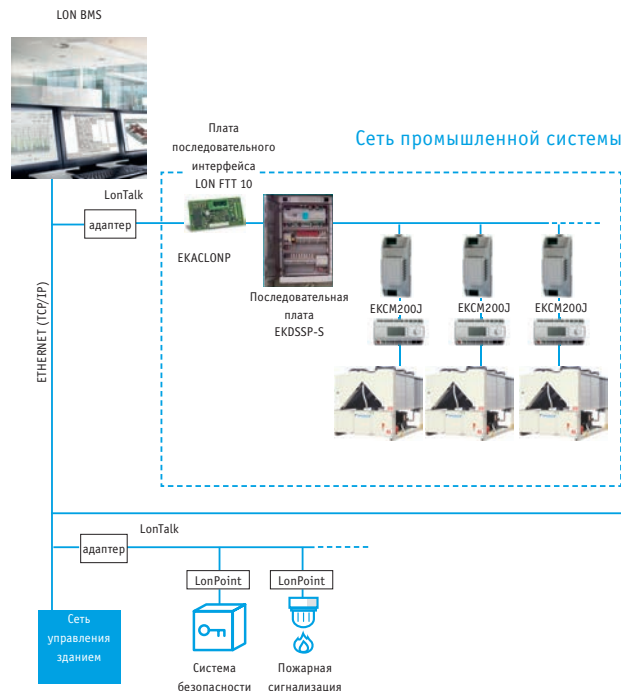 LON BMS
Плата
последовательного
интерфейса
LON FTT 10
Сеть промышленной системы
LonTalk
адаптер
EKACLONP
Последовательная
плата
EKDSSP-S
EKCM200J
EKCM200J
EKCM200J
ETHERNET (TCP/IP)
LonTalk
адаптер
LonPoint
LonPoint
Сеть
управления
зданием
Система
безопасности
Пожарная
сигнализация